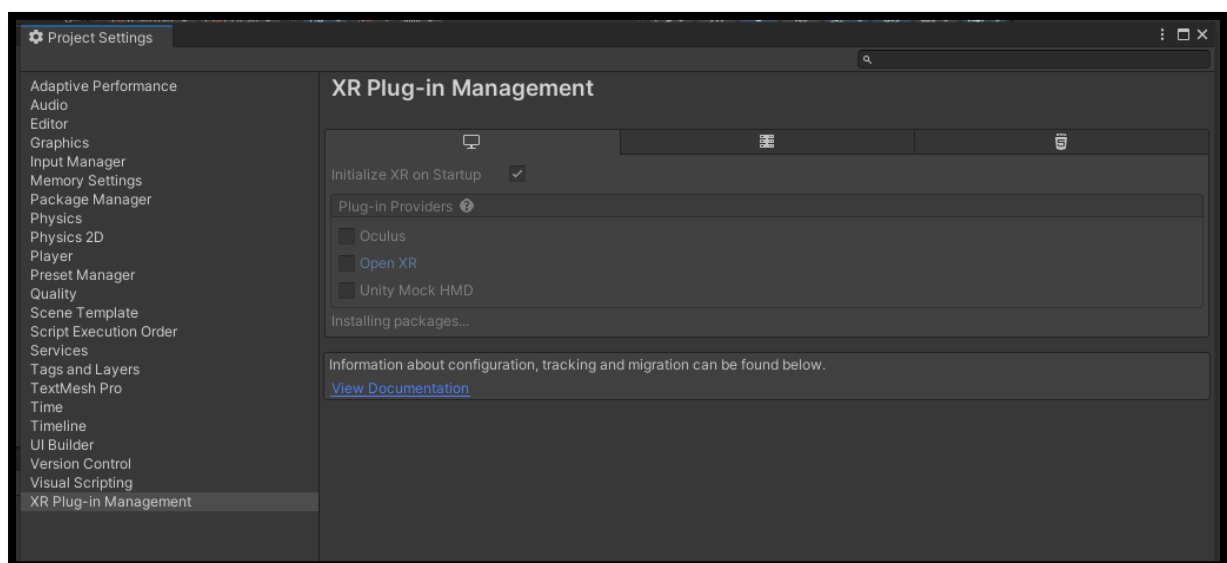 Project Settings
Adaptive Performance
Audio
Editor
Graphics
Input Manager
Memory Settings
Package Manager
Physics
Physics 2D
Player
Preset Manager
Quality
Scene Template
Script Execution Order
Services
Tags and Layers
TextMesh Pro
Time
Timeline
UI Builder
Version Control
Visual Scripting
XR Plug-in Management
XR Plug-in Management
Initialize XR on Startup
Plug-in Providers
Oculus
Open XR
Unity Mock HMD
Installing packages...
Information about configuration, tracking and migration can be found below.
View Documentation